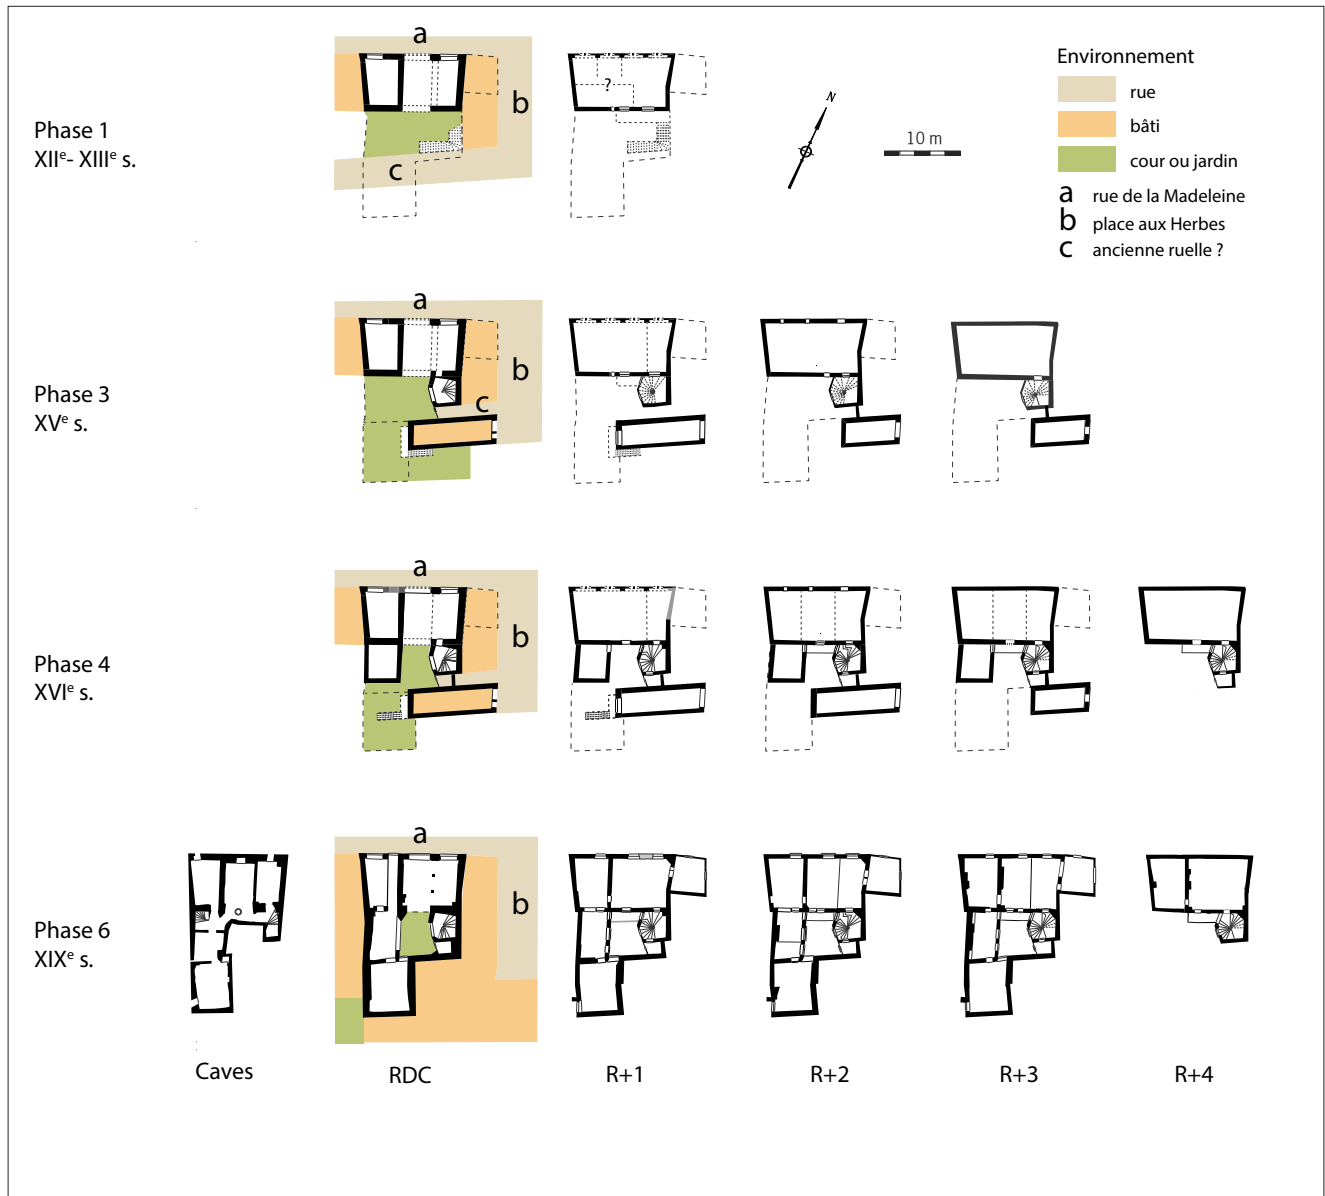 a
b
c
Phase 1
XIIe- XIIIe s.
?
N
10 m
Environnement
rue
bâti
cour ou jardin
a rue de la Madeleine
b place aux Herbes
c ancienne ruelle ?
a
b
c
Phase 3
XVe s.
a
b
Phase 4
XVIe s.
a
b
Phase 6
XIXe s.
Caves
RDC
R+1
R+2
R+3
R+4